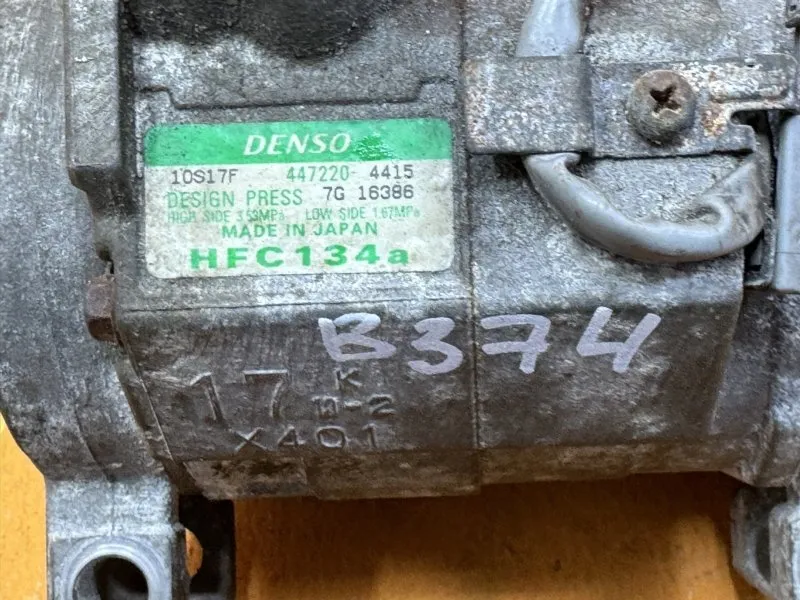 DENSO
10S17F 447220- 4415
DESIGN PRESS 7G 16386
HIGH SIDE 3.53MPa LOW SIDE 1.67MPa
MADE IN JAPAN
HFC134a
B374
17 K
D-2
X401